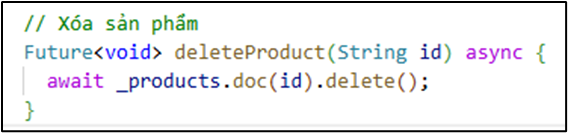 // Xóa sản phẩm
Future<void> deleteProduct(String id) async {
  await _products.doc(id).delete();
}